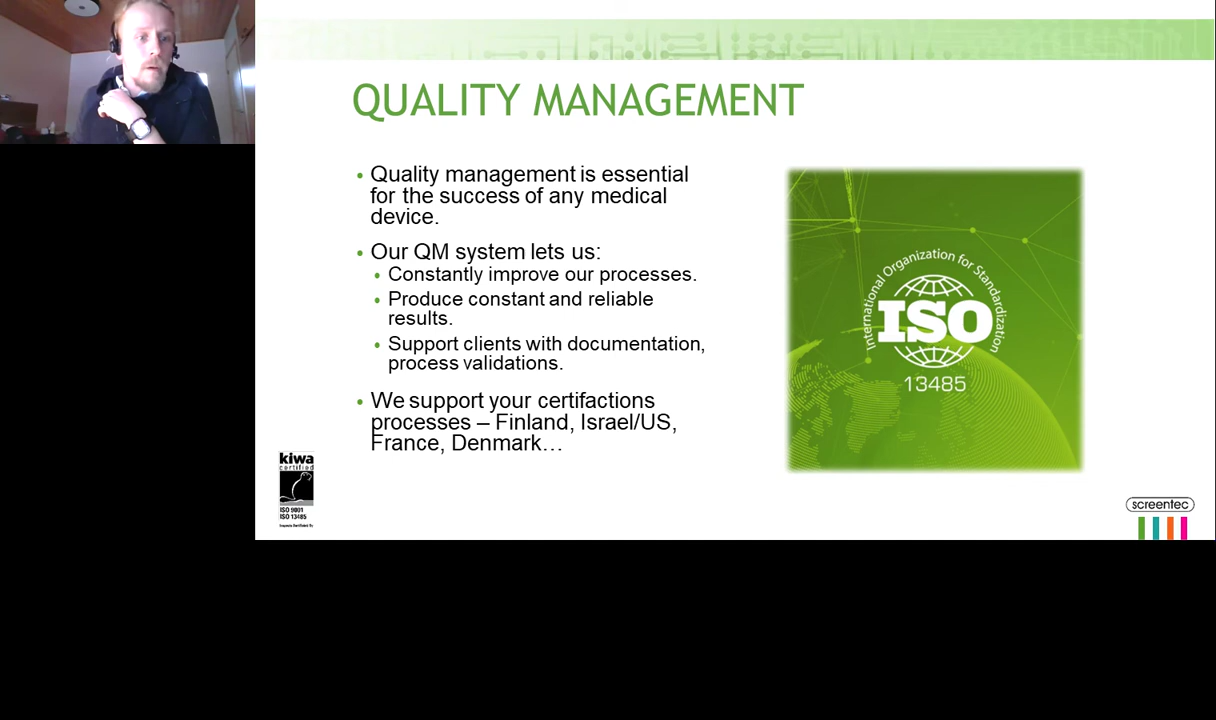 QUALITY MANAGEMENT
• Quality management is essential
for the success of any medical
device.
• Our QM system lets us:
• Constantly improve our processes.
• Produce constant and reliable
results.
• Support clients with documentation,
process validations.
• We support your certifactions
processes – Finland, Israel/US,
France, Denmark…
International Organization for Standardization
ISO
13485
kiwa
certified
ISO 9001
ISO 13485
screentec